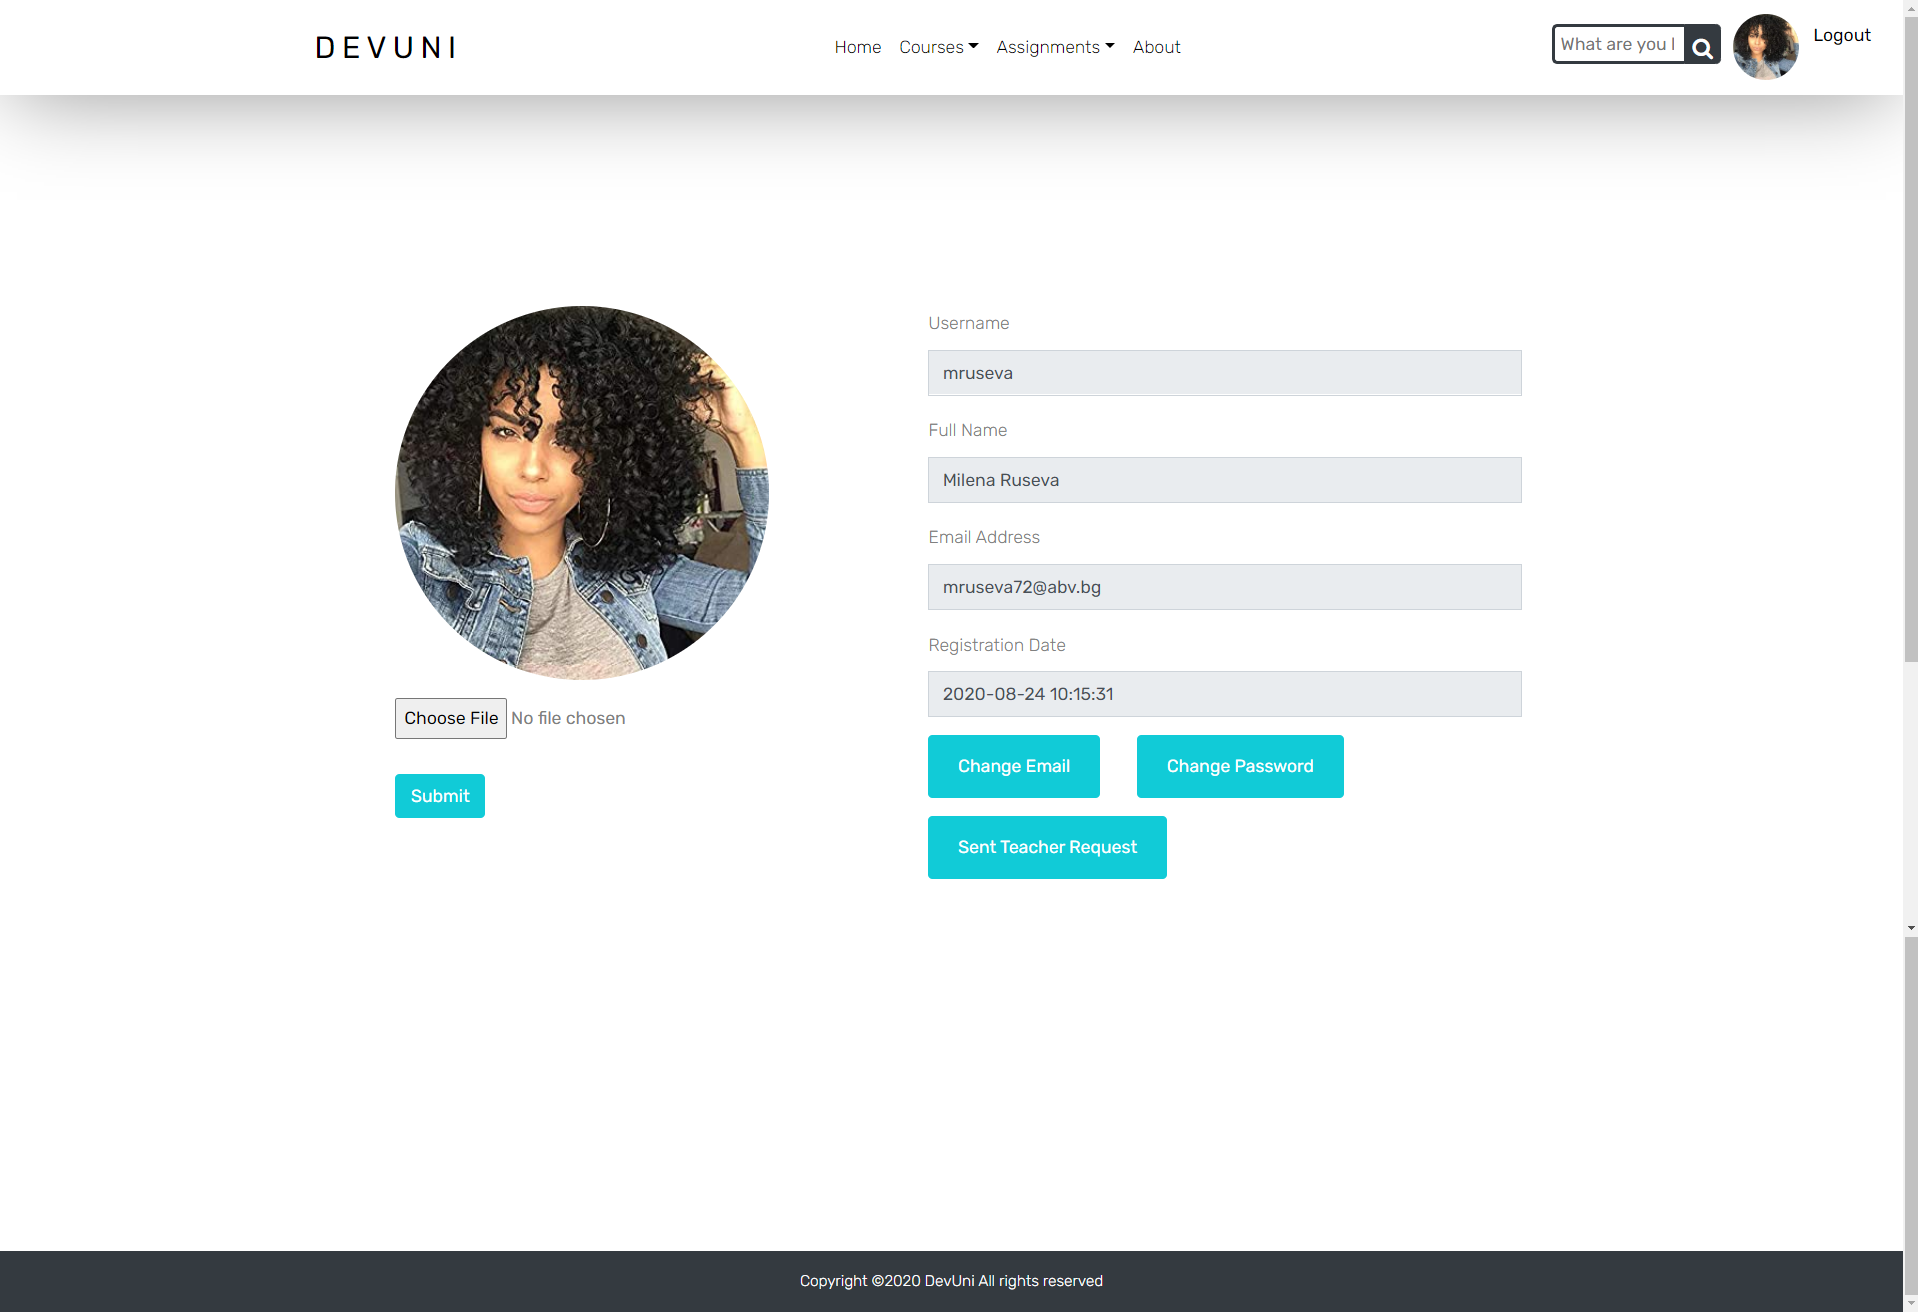 DEVUNI
Home Courses Assignments About
What are you l
Logout
Username
mruseva
Full Name
Milena Ruseva
Email Address
mruseva72@abv.bg
Registration Date
2020-08-24 10:15:31
Choose File No file chosen
Submit
Change Email Change Password
Sent Teacher Request
Copyright ©2020 DevUni All rights reserved